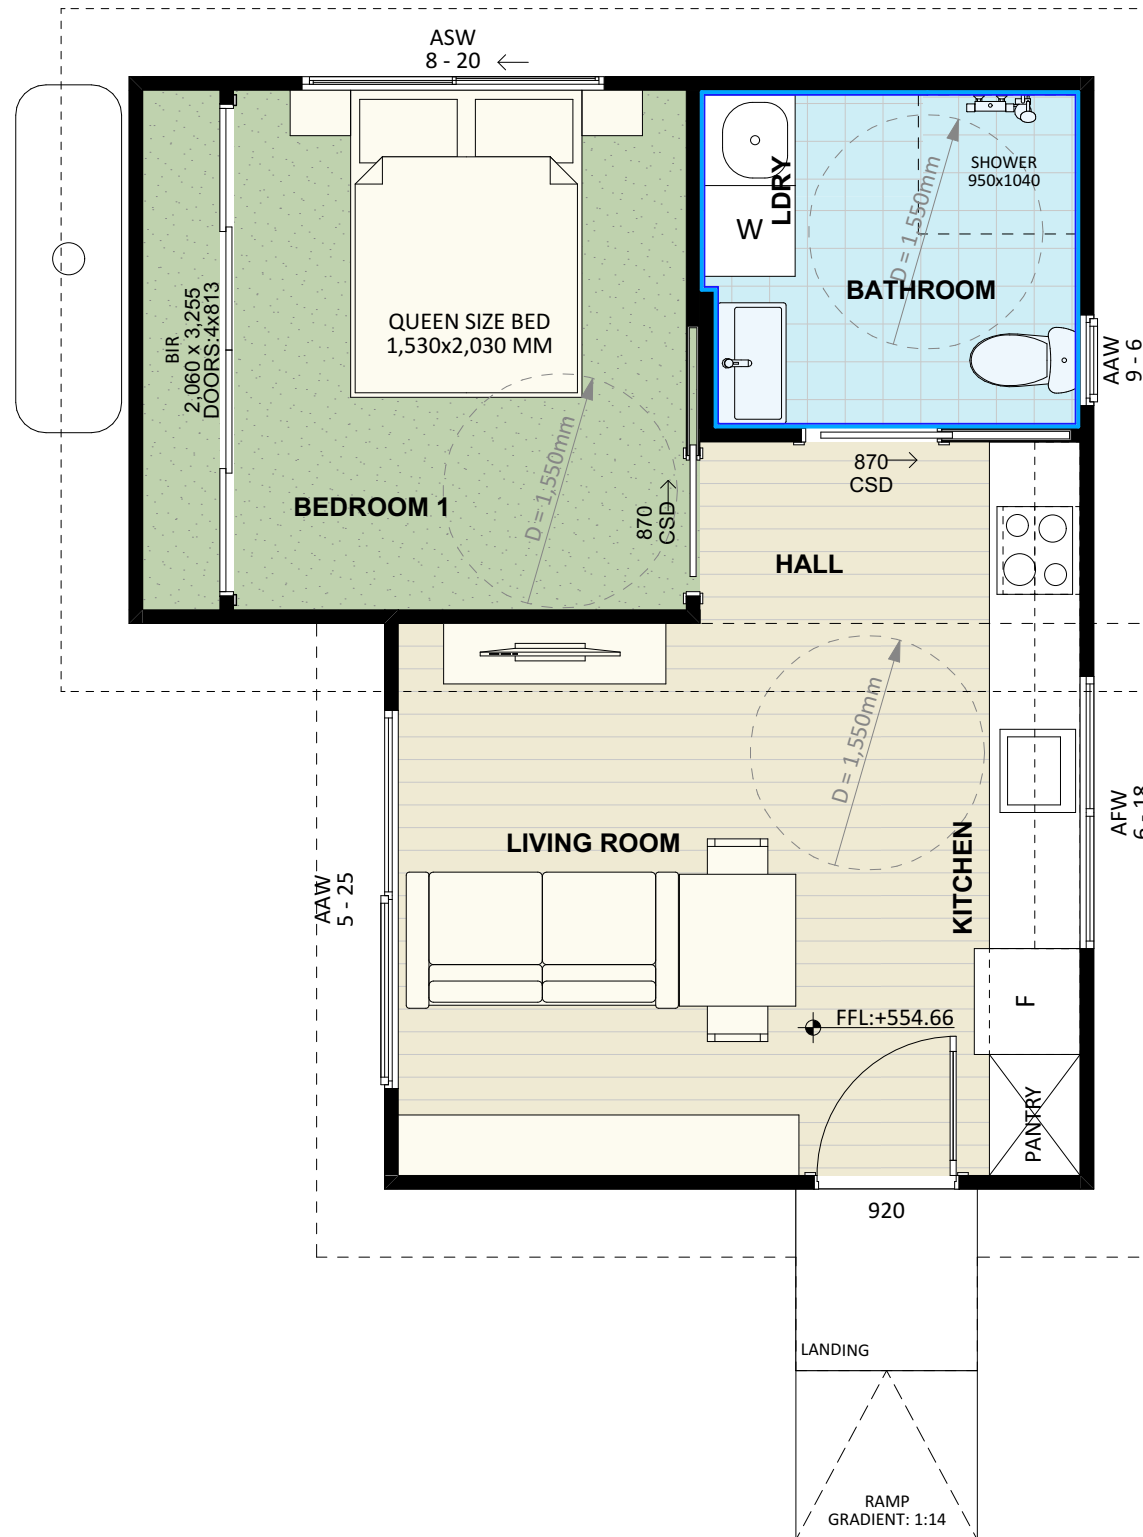 ASW
8 - 20
LDRY
W
SHOWER
950x1040
D = 1,550mm
BATHROOM
BIR
2,060 x 3,255
DOORS:4x813
QUEEN SIZE BED
1,530x2,030 MM
AAW
9 - 6
BEDROOM 1
D = 1,550mm
870
CSD
870
CSD
HALL
D = 1,550mm
LIVING ROOM
KITCHEN
AFW
6 - 18
AAW
5 - 25
F
FFL:+554.66
PANTRY
920
LANDING
RAMP
GRADIENT: 1:14